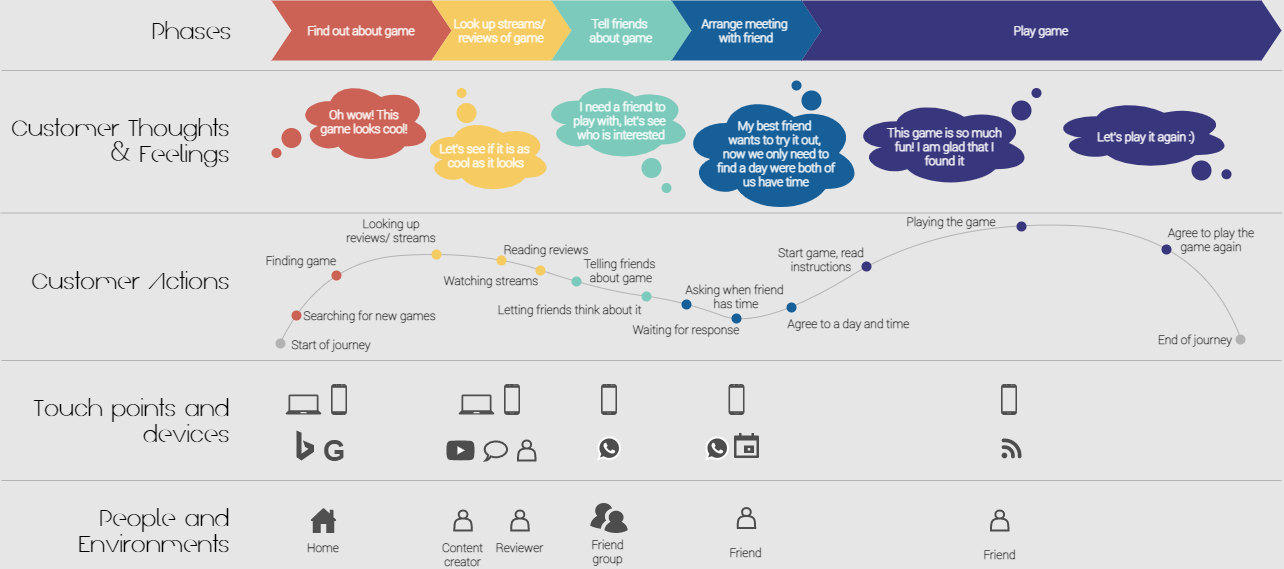 Phases
Find out about game
Look up streams/
reviews of game
Tell friends
about game
Arrange meeting
with friend
Play game
Customer Thoughts
& Feelings
Oh wow! This
game looks cool!
Let's see if it is as
cool as it looks
I need a friend to
play with, let's see
who is interested
My best friend
wants to try it out,
now we only need to
find a day were both of
us have time
This game is so much
fun! I am glad that I
found it
Let's play it again :)
Customer Actions
Start of journey
Searching for new games
Finding game
Looking up
reviews/ streams
Reading reviews
Watching streams
Telling friends
about game
Letting friends think about it
Asking when friend
has time
Waiting for response
Agree to a day and time
Start game, read
instructions
Playing the game
Agree to play the
game again
End of journey
Touch points and
devices
G
People and
Environments
Home
Content
creator
Reviewer
Friend
group
Friend
Friend